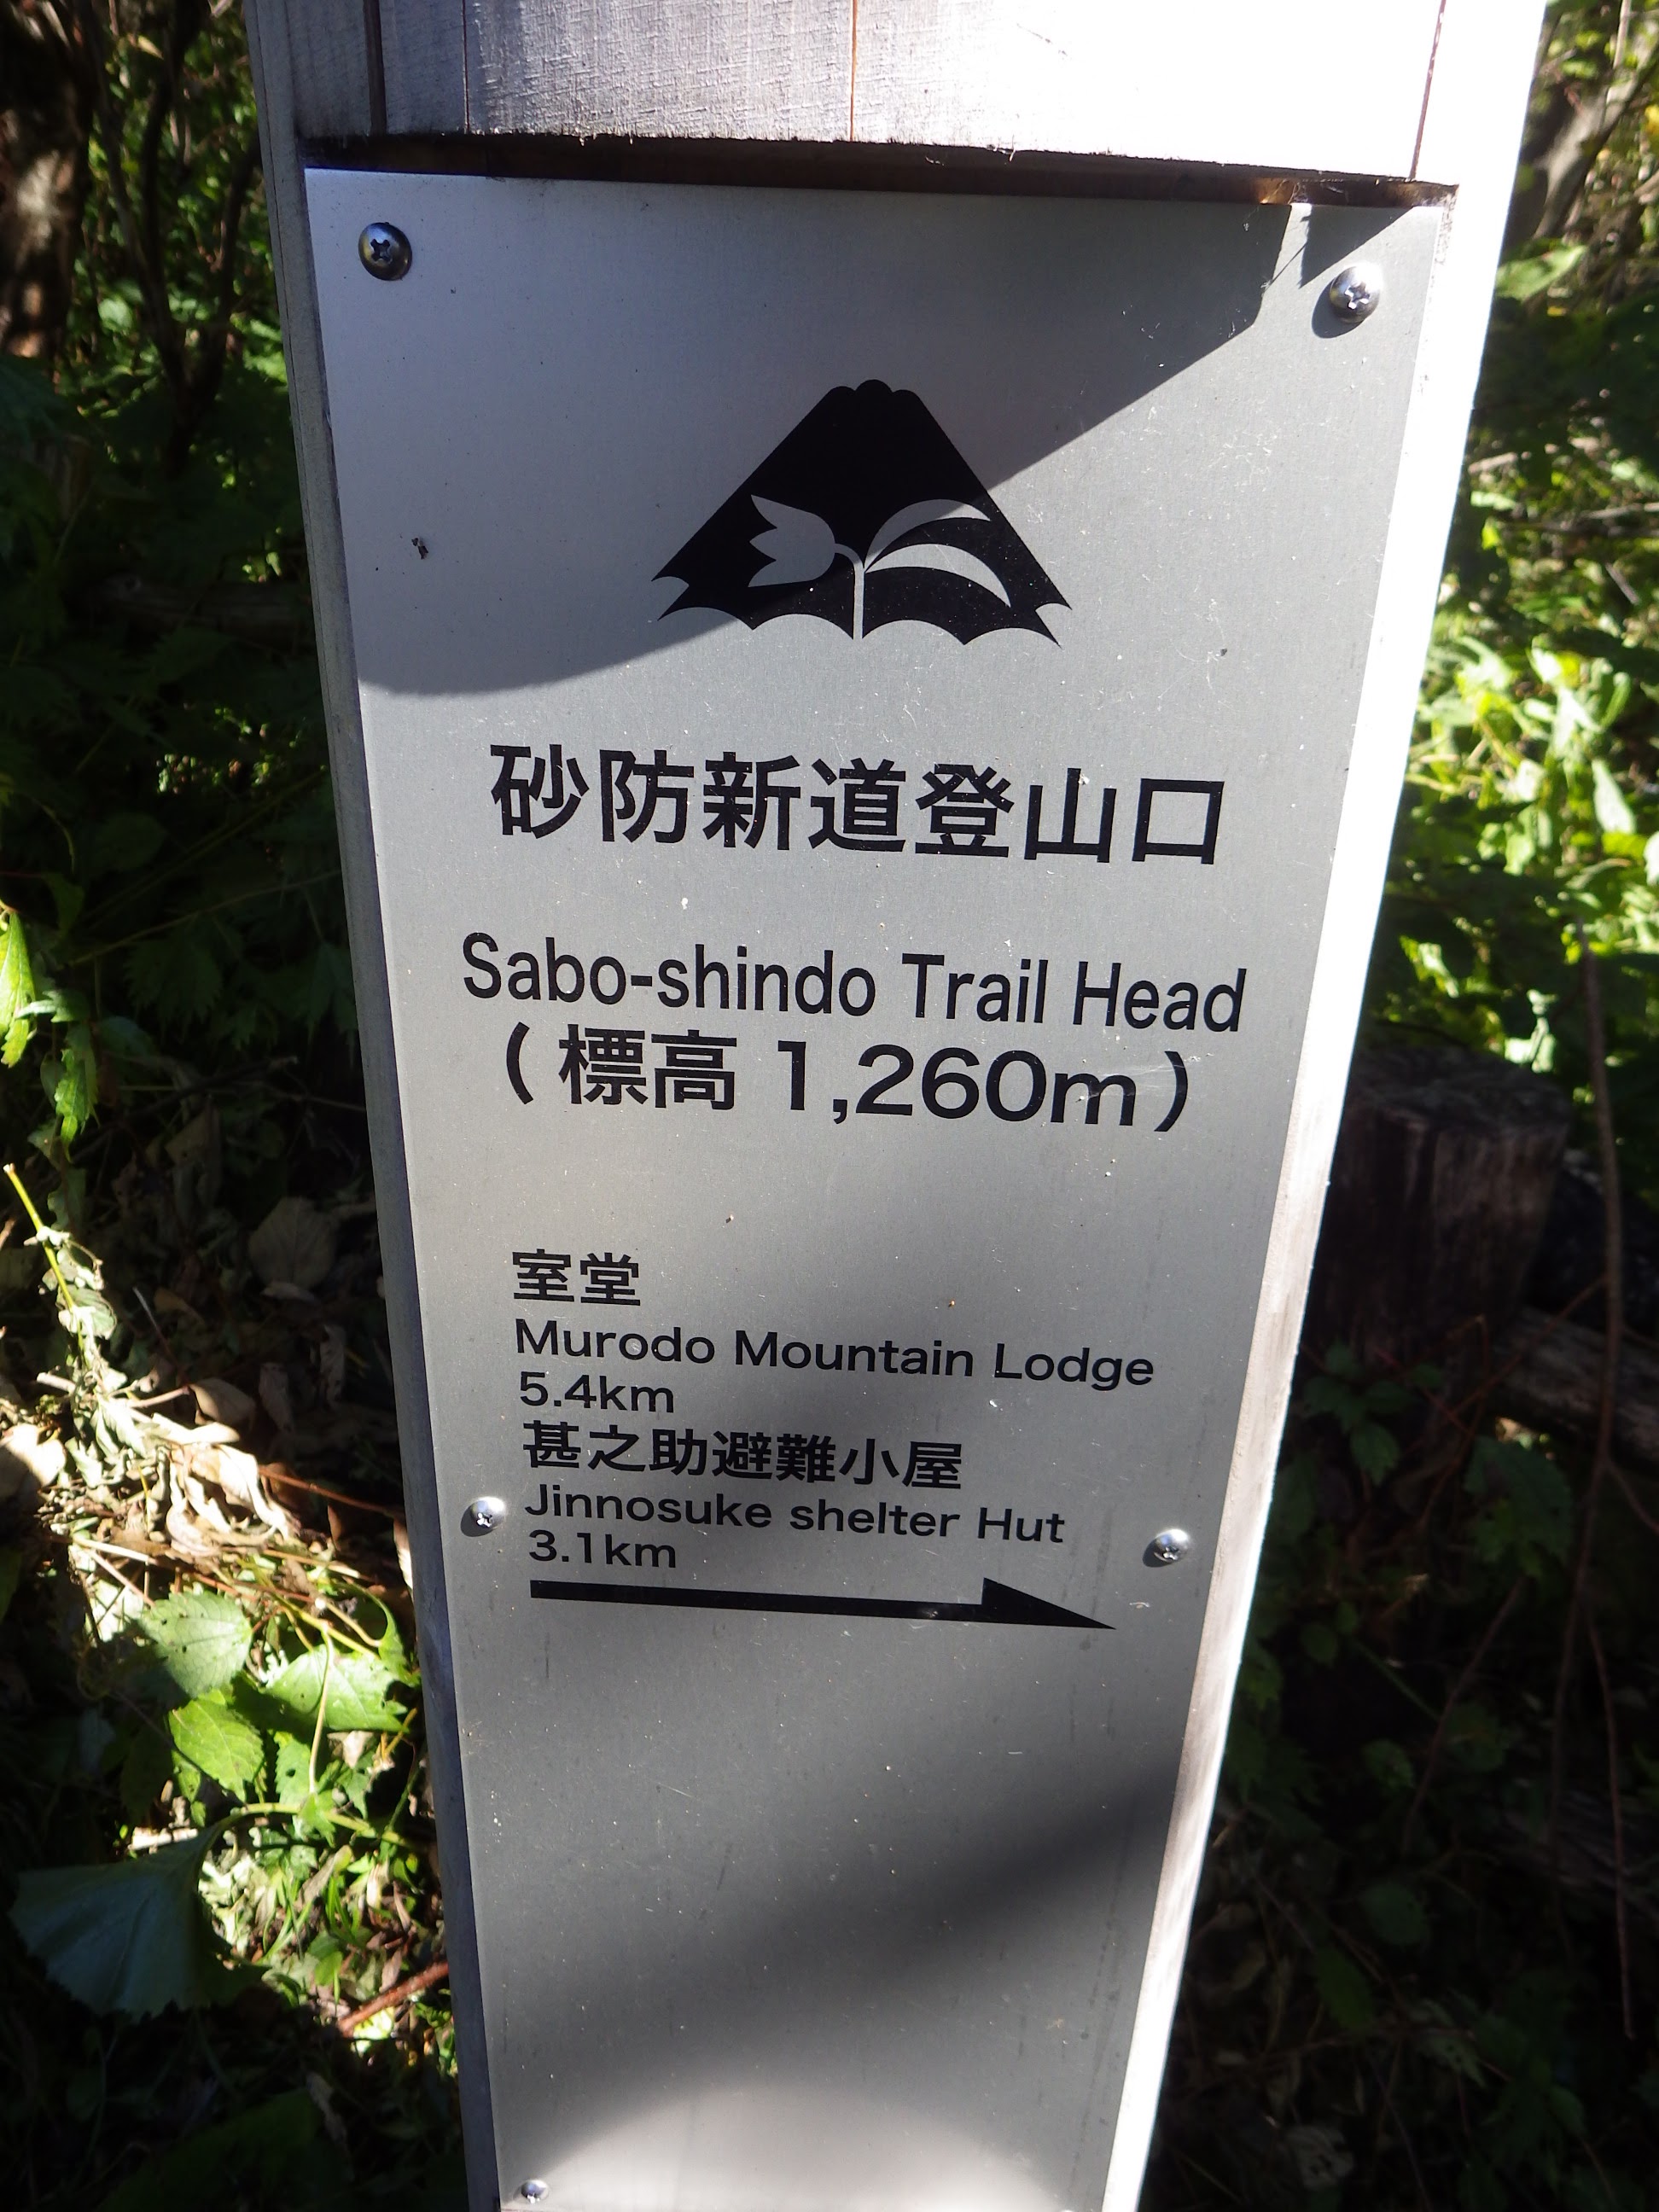 砂防新道登山口
Sabo-shindo Trail Head
（標高 1,260m）
室堂
Murodo Mountain Lodge
5.4km
甚之助避難小屋
Jinnosuke shelter Hut
3.1km